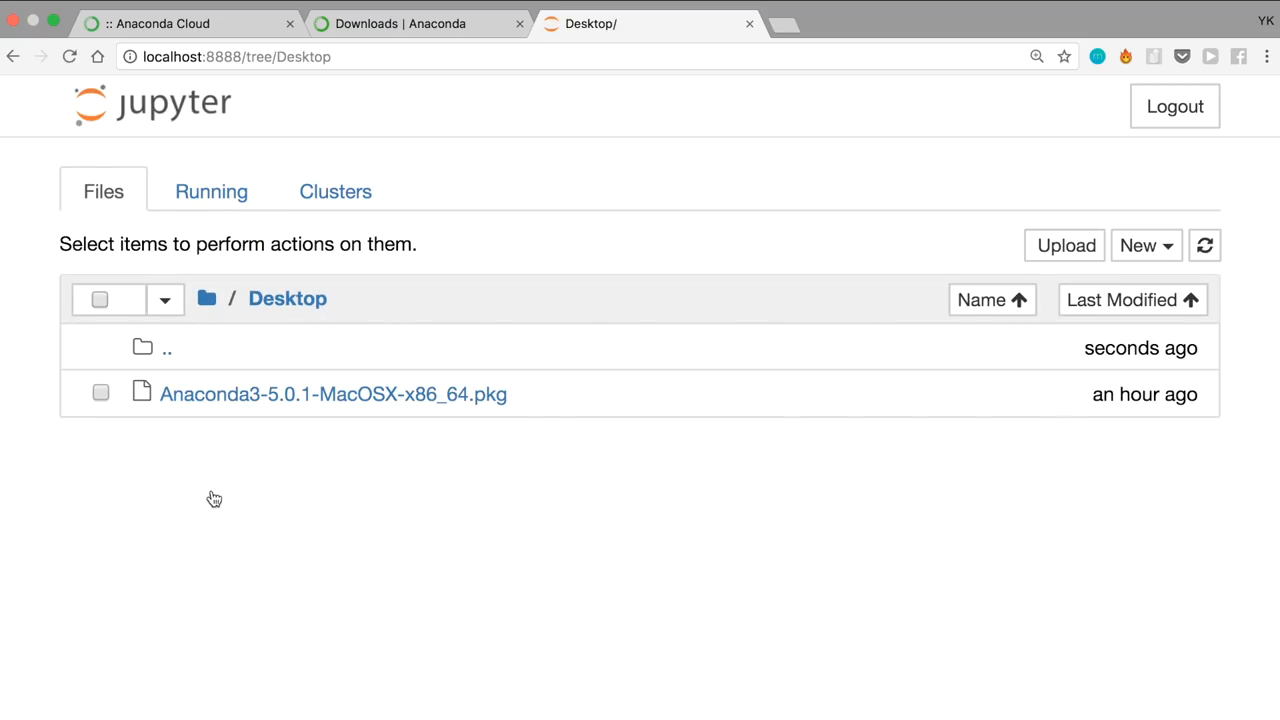 :: Anaconda Cloud
Downloads | Anaconda
Desktop/
YK
localhost:8888/tree/Desktop
jupyter
Logout
Files
Running
Clusters
Select items to perform actions on them.
Upload
New
/ Desktop
Name
Last Modified
..
seconds ago
Anaconda3-5.0.1-MacOSX-x86_64.pkg
an hour ago